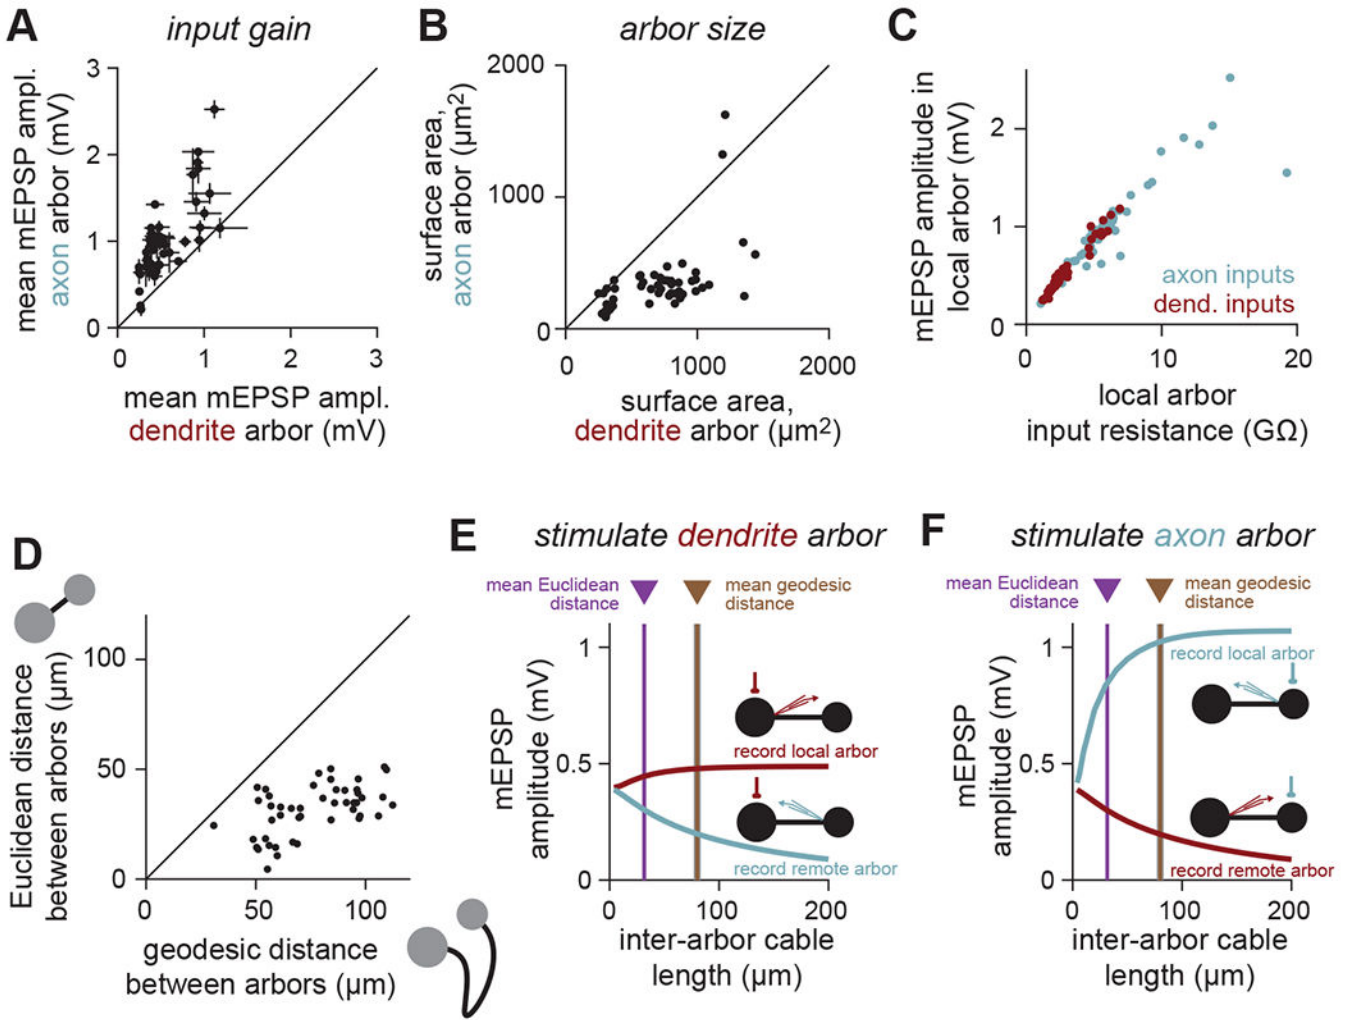 A
input gain
mean mEPSP ampl.
axon arbor (mV)
3
2
1
0
0
1
2
3
mean mEPSP ampl.
dendrite arbor (mV)
B
arbor size
surface area,
axon arbor (µm²)
2000
1000
0
0
1000
2000
surface area,
dendrite arbor (µm²)
C
mEPSP amplitude in
local arbor (mV)
2
1
0
axon inputs
dend. inputs
0
10
20
local arbor
input resistance (GΩ)
D
Euclidean distance
between arbors (µm)
100
50
0
0
50
100
geodesic distance
between arbors (µm)
E
stimulate dendrite arbor
mean Euclidean
distance
mean geodesic
distance
mEPSP
amplitude (mV)
1
0.5
0
record local arbor
record remote arbor
0
100
200
inter-arbor cable
length (µm)
F
stimulate axon arbor
mean Euclidean
distance
mean geodesic
distance
mEPSP
amplitude (mV)
1
0.5
0
record local arbor
record remote arbor
0
100
200
inter-arbor cable
length (µm)